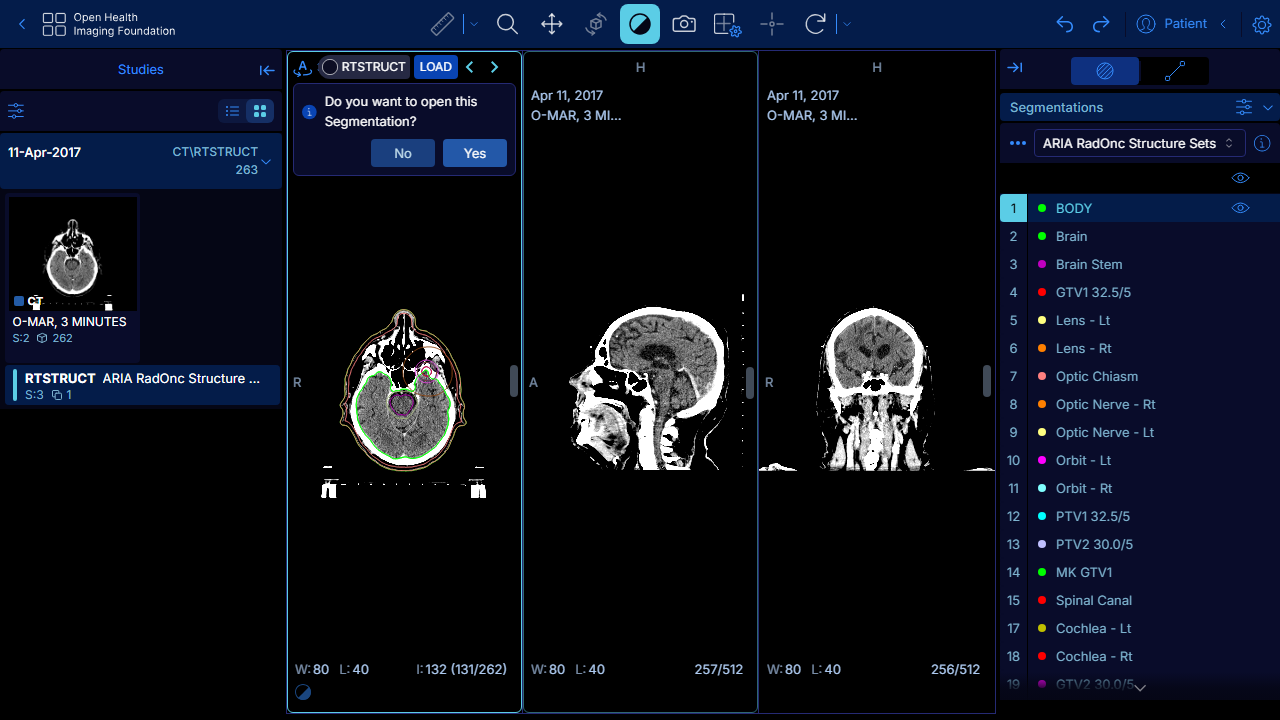 Open Health
Imaging Foundation
Patient
Studies
11-Apr-2017
CT\RTSTRUCT
263
CT
O-MAR, 3 MINUTES
S:2 262
RTSTRUCT ARIA RadOnc Structure ...
S:3 1
A
RTSTRUCT
LOAD
Do you want to open this
Segmentation?
No
Yes
R
W:80 L:40
I:132 (131/262)
H
Apr 11, 2017
O-MAR, 3 MI...
A
W:80 L:40
257/512
H
Apr 11, 2017
O-MAR, 3 MI...
R
W:80 L:40
256/512
Segmentations
ARIA RadOnc Structure Sets
1 BODY
2 Brain
3 Brain Stem
4 GTV1 32.5/5
5 Lens - Lt
6 Lens - Rt
7 Optic Chiasm
8 Optic Nerve - Rt
9 Optic Nerve - Lt
10 Orbit - Lt
11 Orbit - Rt
12 PTV1 32.5/5
13 PTV2 30.0/5
14 MK GTV1
15 Spinal Canal
17 Cochlea - Lt
18 Cochlea - Rt
19 GTV2 30.0/5